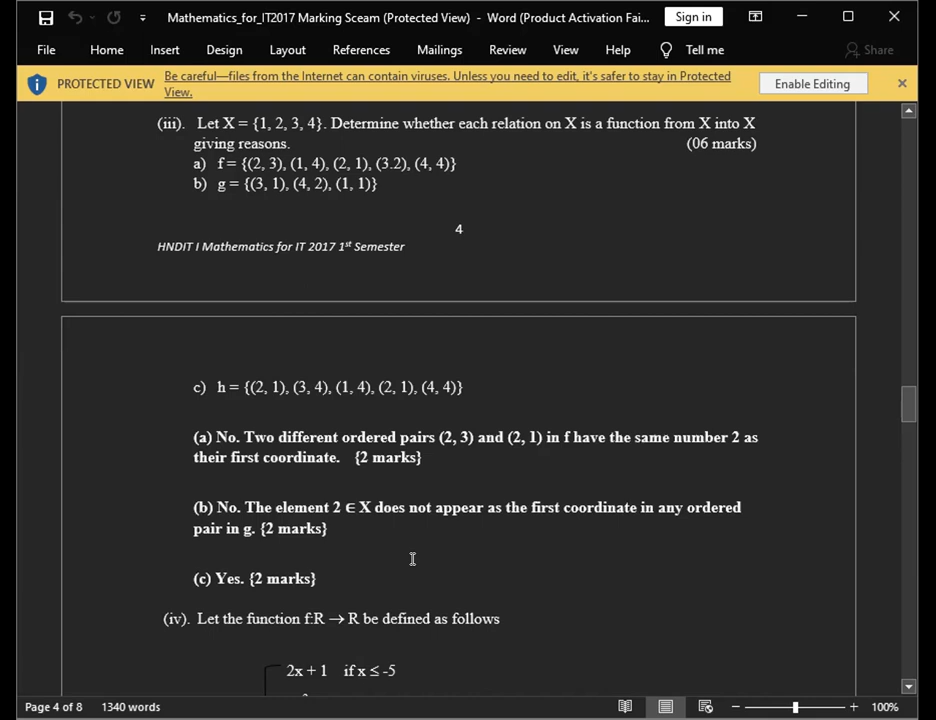 Mathematics_for_IT2017 Marking Sceam (Protected View) - Word (Product Activation Fai...
Sign in
File Home Insert Design Layout References Mailings Review View Help Tell me Share
PROTECTED VIEW Be careful—files from the Internet can contain viruses. Unless you need to edit, it's safer to stay in Protected
View.
Enable Editing
(iii). Let X = {1, 2, 3, 4}. Determine whether each relation on X is a function from X into X
giving reasons. (06 marks)
a) f = {(2, 3), (1, 4), (2, 1), (3.2), (4, 4)}
b) g = {(3, 1), (4, 2), (1, 1)}
4
HNDIT I Mathematics for IT 2017 1st Semester
c) h = {(2, 1), (3, 4), (1, 4), (2, 1), (4, 4)}
(a) No. Two different ordered pairs (2, 3) and (2, 1) in f have the same number 2 as
their first coordinate. {2 marks}
(b) No. The element 2 ∈ X does not appear as the first coordinate in any ordered
pair in g. {2 marks}
(c) Yes. {2 marks}
(iv). Let the function f:R → R be defined as follows
2x + 1 if x ≤ -5
Page 4 of 8 1340 words 100%